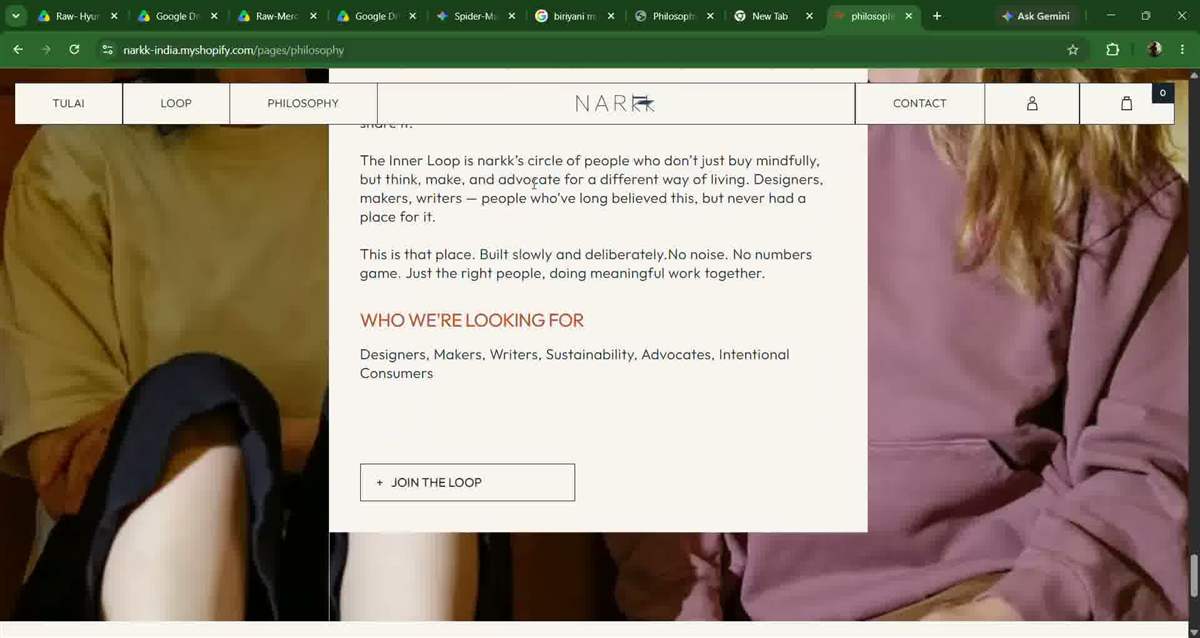 Raw- Hyun
Google Dr
Raw-Merc
Google Dr
Spider-Ma
biriyani m
Philosoph
New Tab
philosoph
Ask Gemini
narkk-india.myshopify.com/pages/philosophy
TULAI
LOOP
PHILOSOPHY
NARKK
CONTACT
0
share it.
The Inner Loop is narkk's circle of people who don't just buy mindfully,
but think, make, and advocate for a different way of living. Designers,
makers, writers — people who've long believed this, but never had a
place for it.
This is that place. Built slowly and deliberately.No noise. No numbers
game. Just the right people, doing meaningful work together.
WHO WE'RE LOOKING FOR
Designers, Makers, Writers, Sustainability, Advocates, Intentional
Consumers
+ JOIN THE LOOP